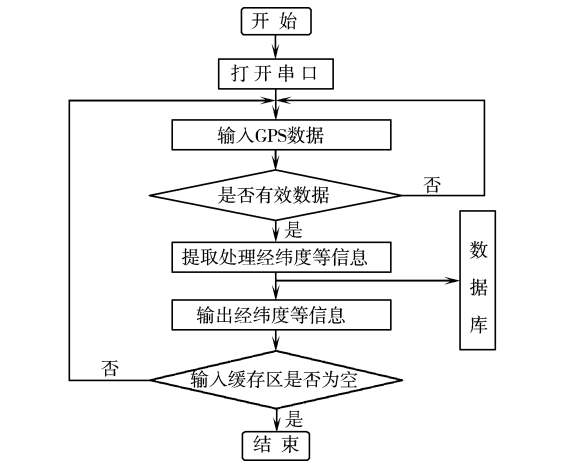 开 始
打开串口
输入GPS数据
是否有效数据
否
是
提取处理经纬度等信息
数
据
库
输出经纬度等信息
输入缓存区是否为空
否
是
结 束